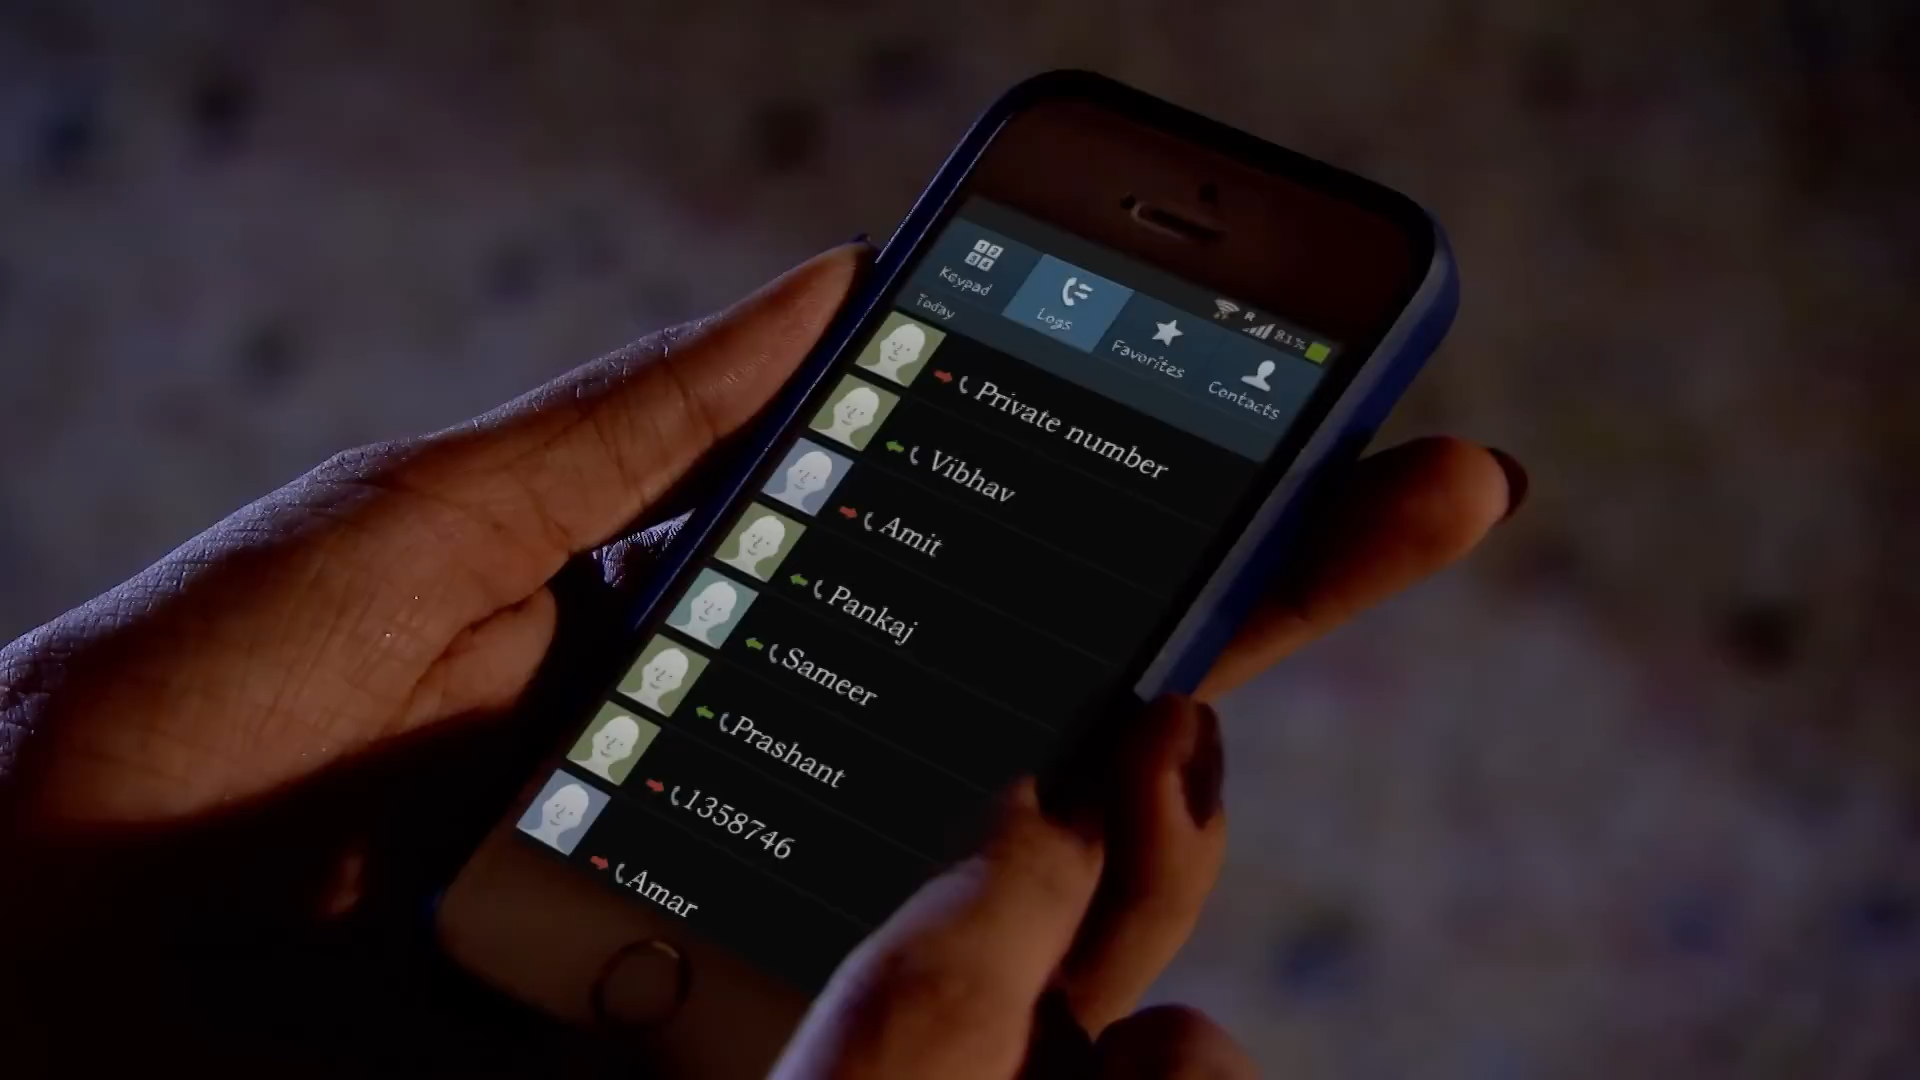 R 81%
Keypad
Logs
Favorites
Contacts
Today
Private number
Vibhav
Amit
Pankaj
Sameer
Prashant
1358746
Amar